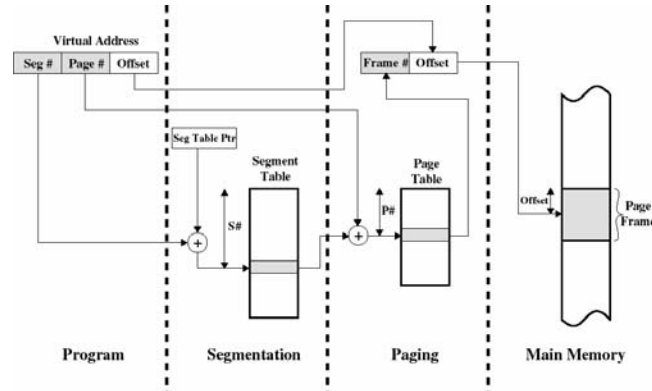 Virtual Address
Seg # Page # Offset
Frame # Offset
Seg Table Ptr
Segment
Table
Page
Table
S#
P#
Offset
Page
Frame
+
+
Program
Segmentation
Paging
Main Memory